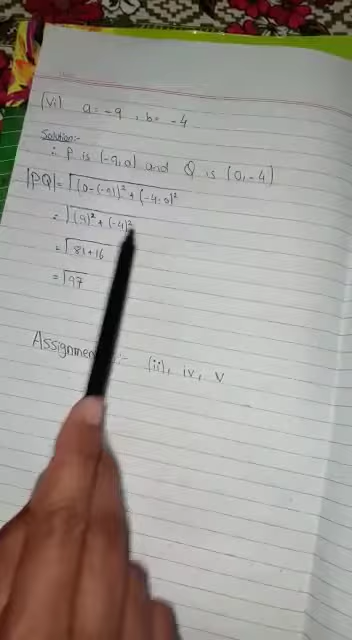 (vi) a = -9 , b = -4
Solution:-
∴ P is (-9,0) and Q is (0,-4)
|PQ| = √(0-(-9))² + (-4-0)²
= √(9)² + (-4)²
= √81+16
= √97
Assignment :- (ii), iv, v